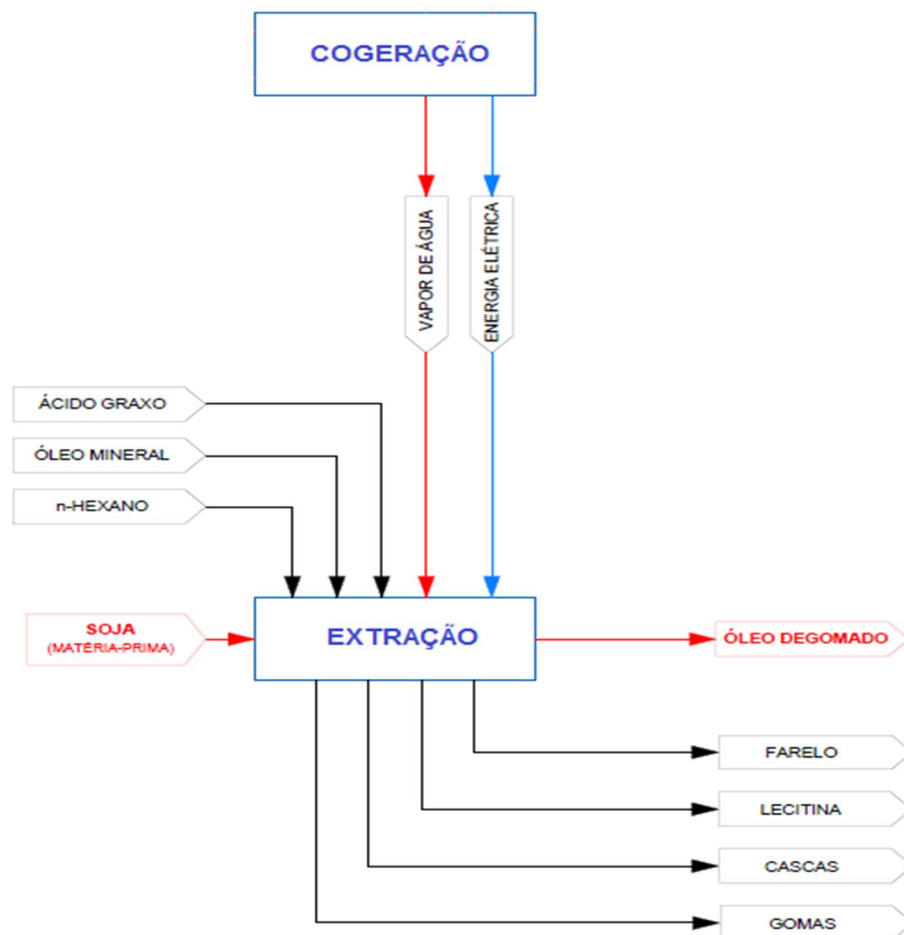 COGERAÇÃO
VAPOR DE ÁGUA
ENERGIA ELÉTRICA
ÁCIDO GRAXO
ÓLEO MINERAL
n-HEXANO
SOJA
(MATÉRIA-PRIMA)
EXTRAÇÃO
ÓLEO DEGOMADO
FARELO
LECITINA
CASCAS
GOMAS